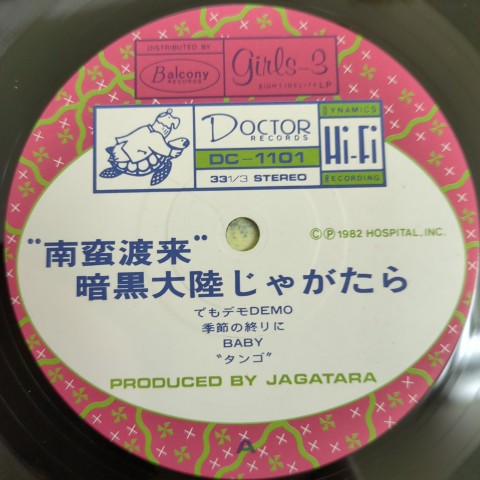 DISTRIBUTED BY
Balcony
RECORDS
girls-3
EIGHT FIDELITY LP
DOCTOR
RECORDS
DC-1101
33 1/3 STEREO
DYNAMICS
Hi-Fi
RECORDING
Ⓒ Ⓟ 1982 HOSPITAL, INC.
"南蛮渡来"
暗黒大陸じゃがたら
でもデモDEMO
季節の終りに
BABY
"タンゴ"
PRODUCED BY JAGATARA
A